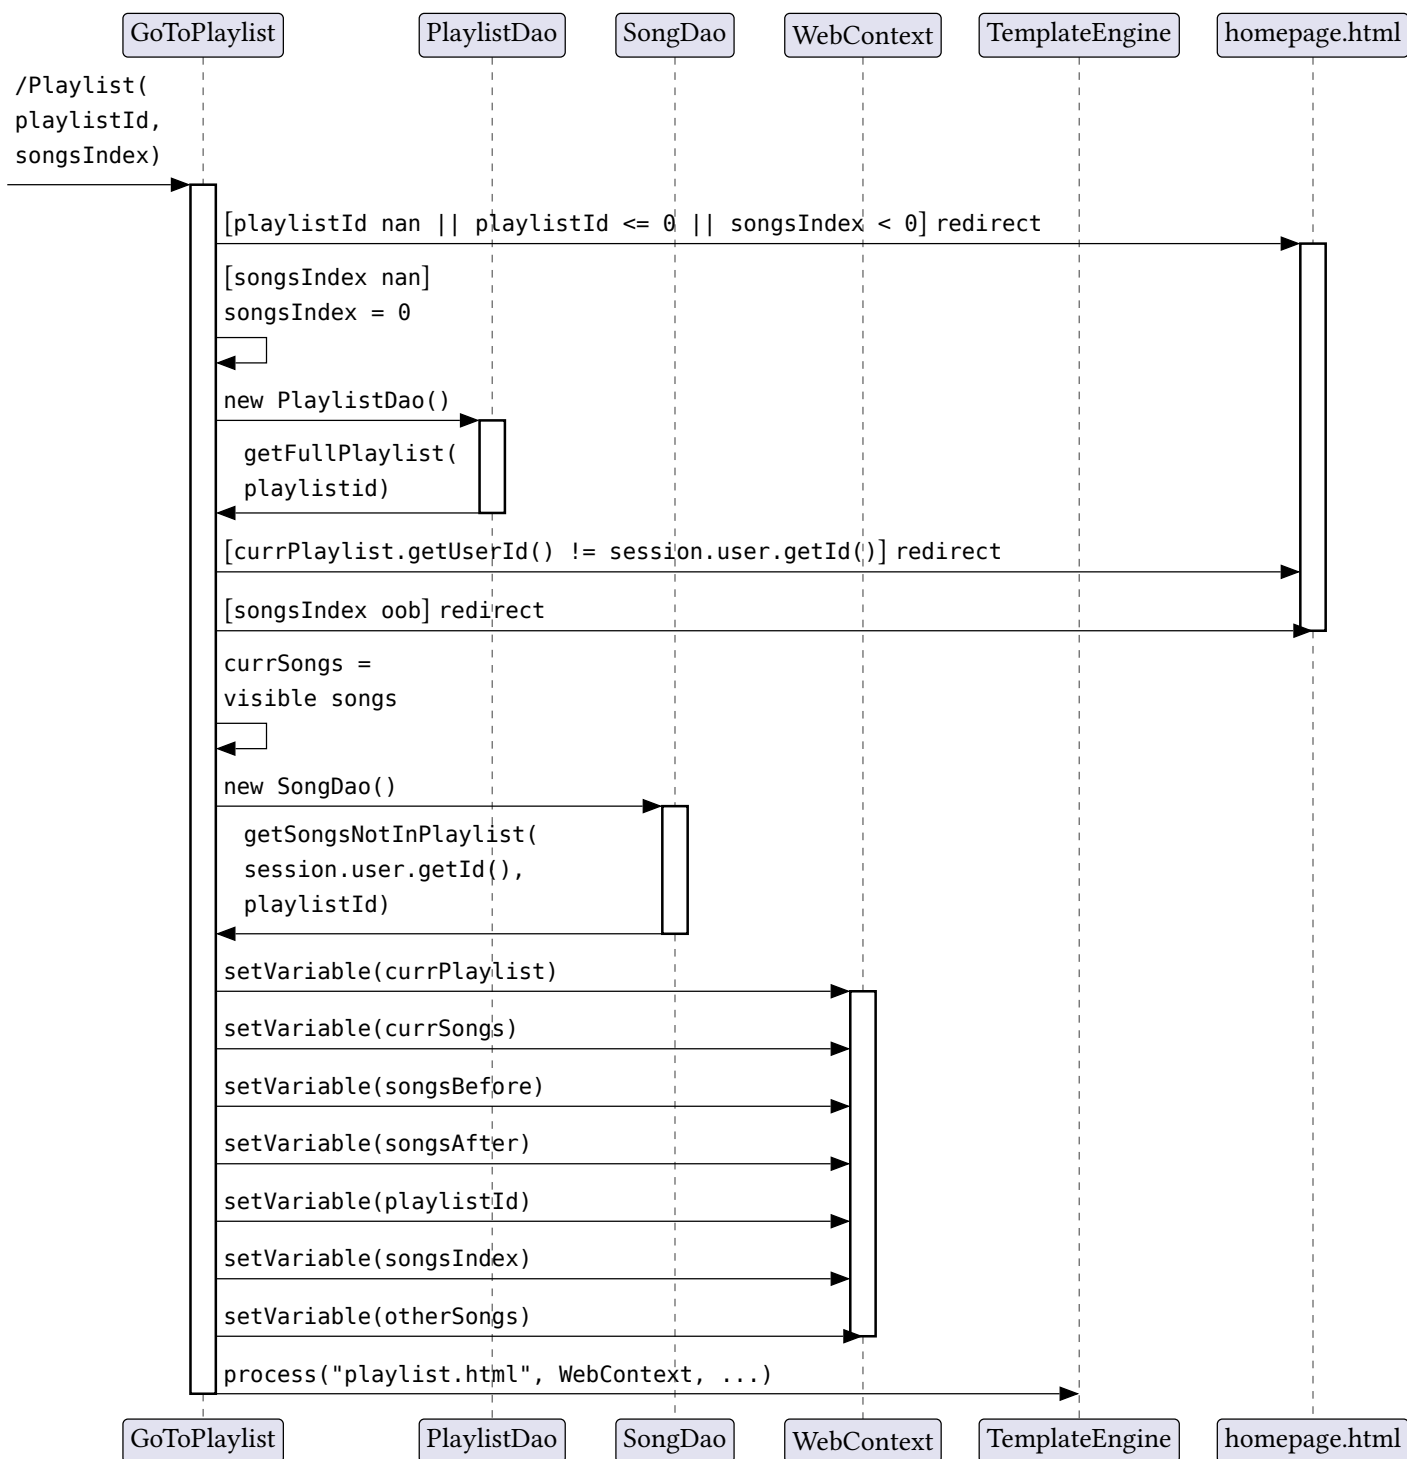 GoToPlaylist PlaylistDao SongDao WebContext TemplateEngine homepage.html
/Playlist(
playlistId,
songsIndex)
[playlistId nan || playlistId <= 0 || songsIndex < 0] redirect
[songsIndex nan]
songsIndex = 0
new PlaylistDao()
getFullPlaylist(
playlistid)
[currPlaylist.getUserId() != session.user.getId()] redirect
[songsIndex oob] redirect
currSongs =
visible songs
new SongDao()
getSongsNotInPlaylist(
session.user.getId(),
playlistId)
setVariable(currPlaylist)
setVariable(currSongs)
setVariable(songsBefore)
setVariable(songsAfter)
setVariable(playlistId)
setVariable(songsIndex)
setVariable(otherSongs)
process("playlist.html", WebContext, ...)
GoToPlaylist PlaylistDao SongDao WebContext TemplateEngine homepage.html